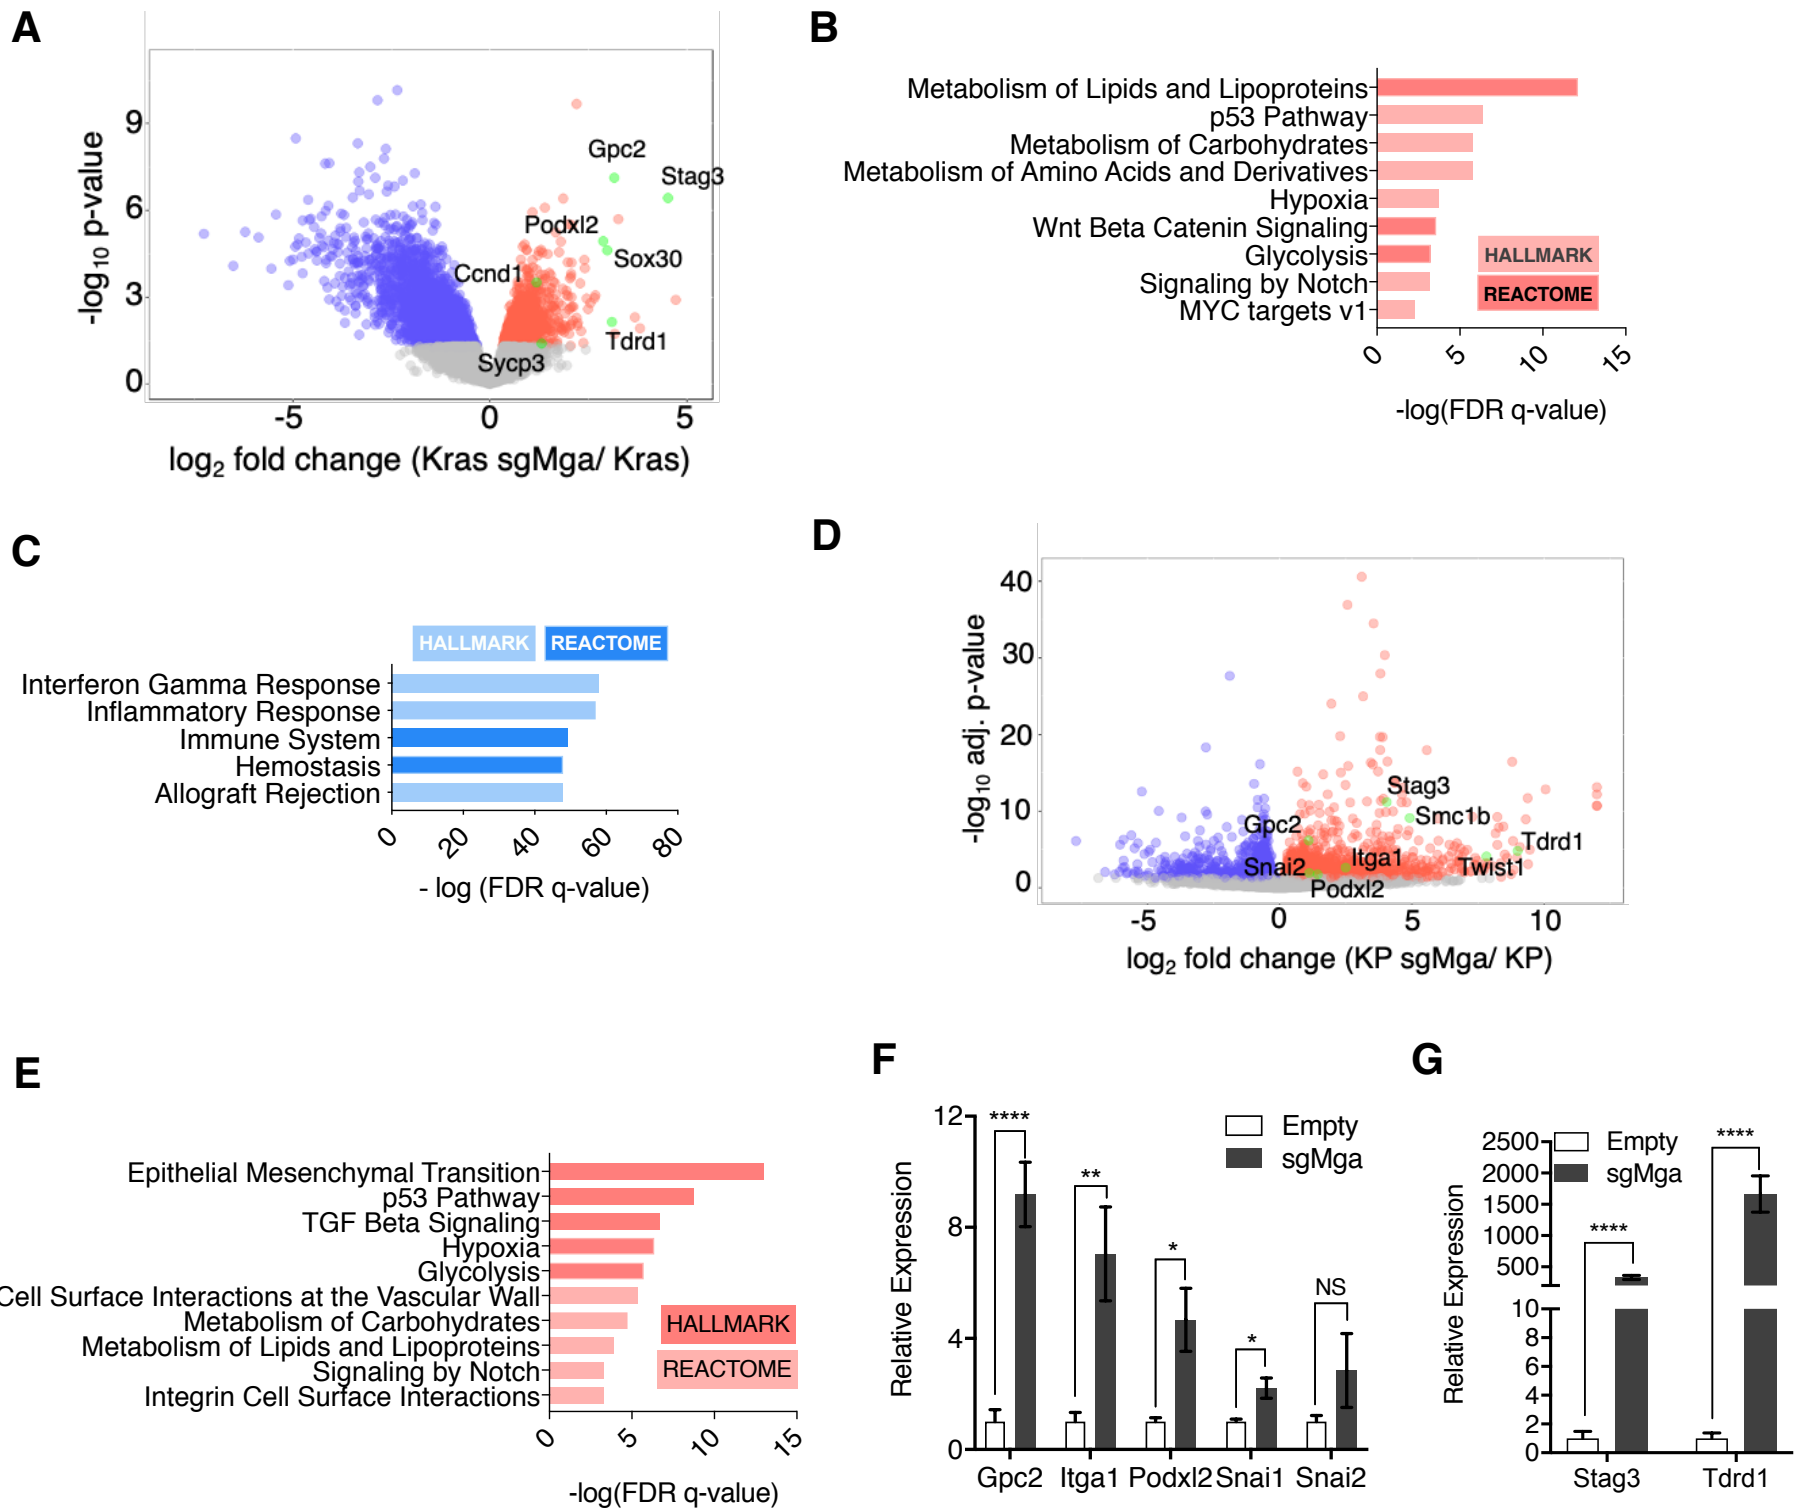 A
-log10 p-value
9
6
3
0
Gpc2
Stag3
Podxl2
Sox30
Ccnd1
Tdrd1
Sycp3
-5
0
5
log2 fold change (Kras sgMga/ Kras)
B
Metabolism of Lipids and Lipoproteins
p53 Pathway
Metabolism of Carbohydrates
Metabolism of Amino Acids and Derivatives
Hypoxia
Wnt Beta Catenin Signaling
Glycolysis
Signaling by Notch
MYC targets v1
HALLMARK
REACTOME
0
5
10
15
-log(FDR q-value)
C
HALLMARK
REACTOME
Interferon Gamma Response
Inflammatory Response
Immune System
Hemostasis
Allograft Rejection
0
20
40
60
80
- log (FDR q-value)
D
-log10 adj. p-value
40
30
20
10
0
Stag3
Smc1b
Gpc2
Tdrd1
Itga1
Snai2
Twist1
Podxl2
-5
0
5
10
log2 fold change (KP sgMga/ KP)
E
Epithelial Mesenchymal Transition
p53 Pathway
TGF Beta Signaling
Hypoxia
Glycolysis
Cell Surface Interactions at the Vascular Wall
Metabolism of Carbohydrates
Metabolism of Lipids and Lipoproteins
Signaling by Notch
Integrin Cell Surface Interactions
HALLMARK
REACTOME
0
5
10
15
-log(FDR q-value)
F
Relative Expression
12
8
4
0
****
**
*
*
NS
Empty
sgMga
Gpc2
Itga1
Podxl2
Snai1
Snai2
G
Relative Expression
2500
2000
1500
1000
500
10
8
6
4
2
0
Empty
sgMga
****
****
Stag3
Tdrd1